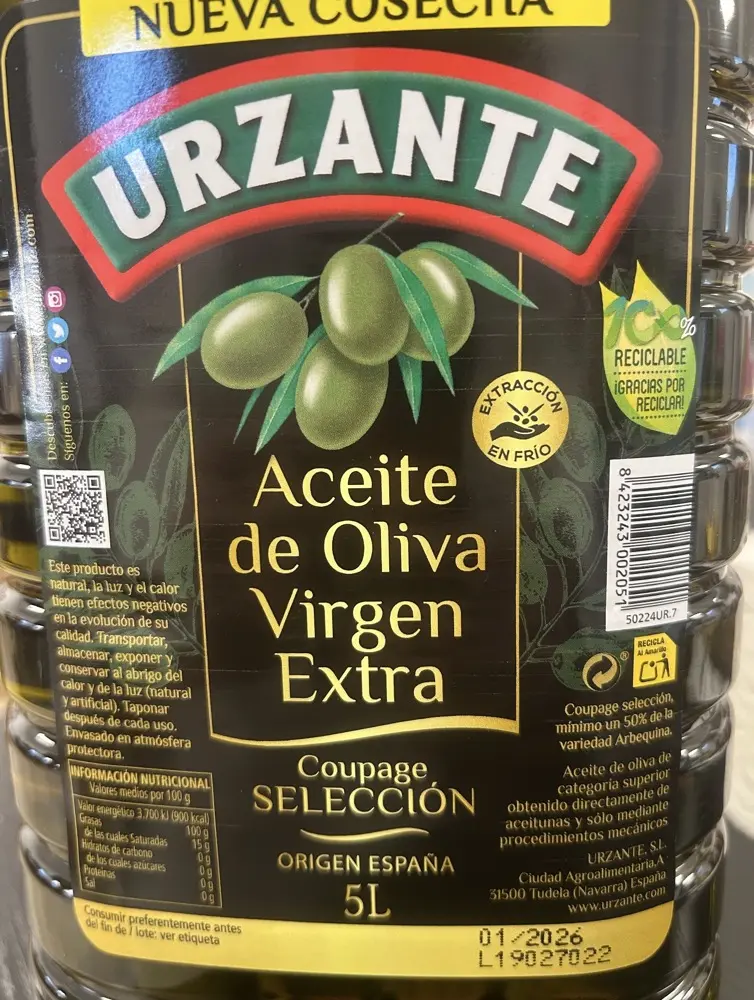 NUEVA COSECHA
URZANTE
100%
RECICLABLE
¡GRACIAS POR
RECICLAR!
EXTRACCIÓN
EN FRÍO
Síguenos en:
Aceite
de Oliva
Virgen
Extra
Coupage
SELECCIÓN
ORIGEN ESPAÑA
5L
Este producto es
natural, la luz y el calor
tienen efectos negativos
en la evolución de su
calidad. Transportar,
almacenar, exponer y
conservar al abrigo del
calor y de la luz (natural
y artificial). Taponar
después de cada uso.
Envasado en atmósfera
protectora.
INFORMACIÓN NUTRICIONAL
Valores medios por 100 g
Valor energético 3.700 kJ (900 kcal)
Grasas 100 g
de las cuales Saturadas 15 g
Hidratos de carbono 0 g
de los cuales azúcares 0 g
Proteínas 0 g
Sal 0 g
Consumir preferentemente antes
del fin de / lote: ver etiqueta
8 423243 002051
50224UR.7
RECICLA
Al Amarillo
®
Coupage selección,
mínimo un 50% de la
variedad Arbequina.
Aceite de oliva de
categoría superior
obtenido directamente de
aceitunas y sólo mediante
procedimientos mecánicos
URZANTE, S.L.
Ciudad Agroalimentaria,A
31500 Tudela (Navarra) España
www.urzante.com
01/2026
L19027022